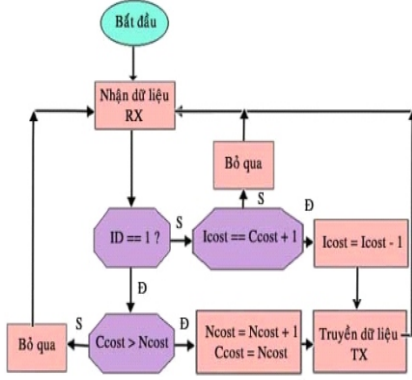 Bắt đầu
Nhận dữ liệu
RX
Bỏ qua
S
Đ
ID == 1 ?
S
Icost == Ccost + 1
Icost = Icost - 1
Đ
S
Đ
Bỏ qua
Ccost > Ncost
Ncost = Ncost + 1
Ccost = Ncost
Truyền dữ liệu
TX